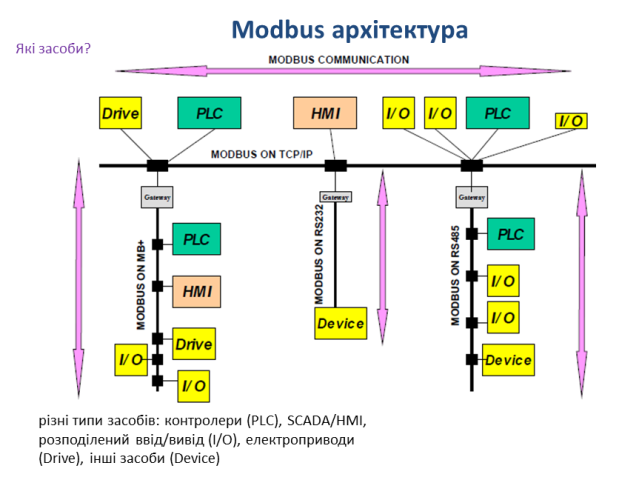 Modbus архітектура
Які засоби?
MODBUS COMMUNICATION
Drive
PLC
HMI
I/O
I/O
PLC
I/O
MODBUS ON TCP/IP
Gateway
Gateway
Gateway
MODBUS ON MB+
PLC
HMI
Drive
I/O
I/O
MODBUS ON RS232
Device
MODBUS ON RS485
PLC
I/O
I/O
Device
різні типи засобів: контролери (PLC), SCADA/HMI,
розподілений ввід/вивід (I/O), електроприводи
(Drive), інші засоби (Device)